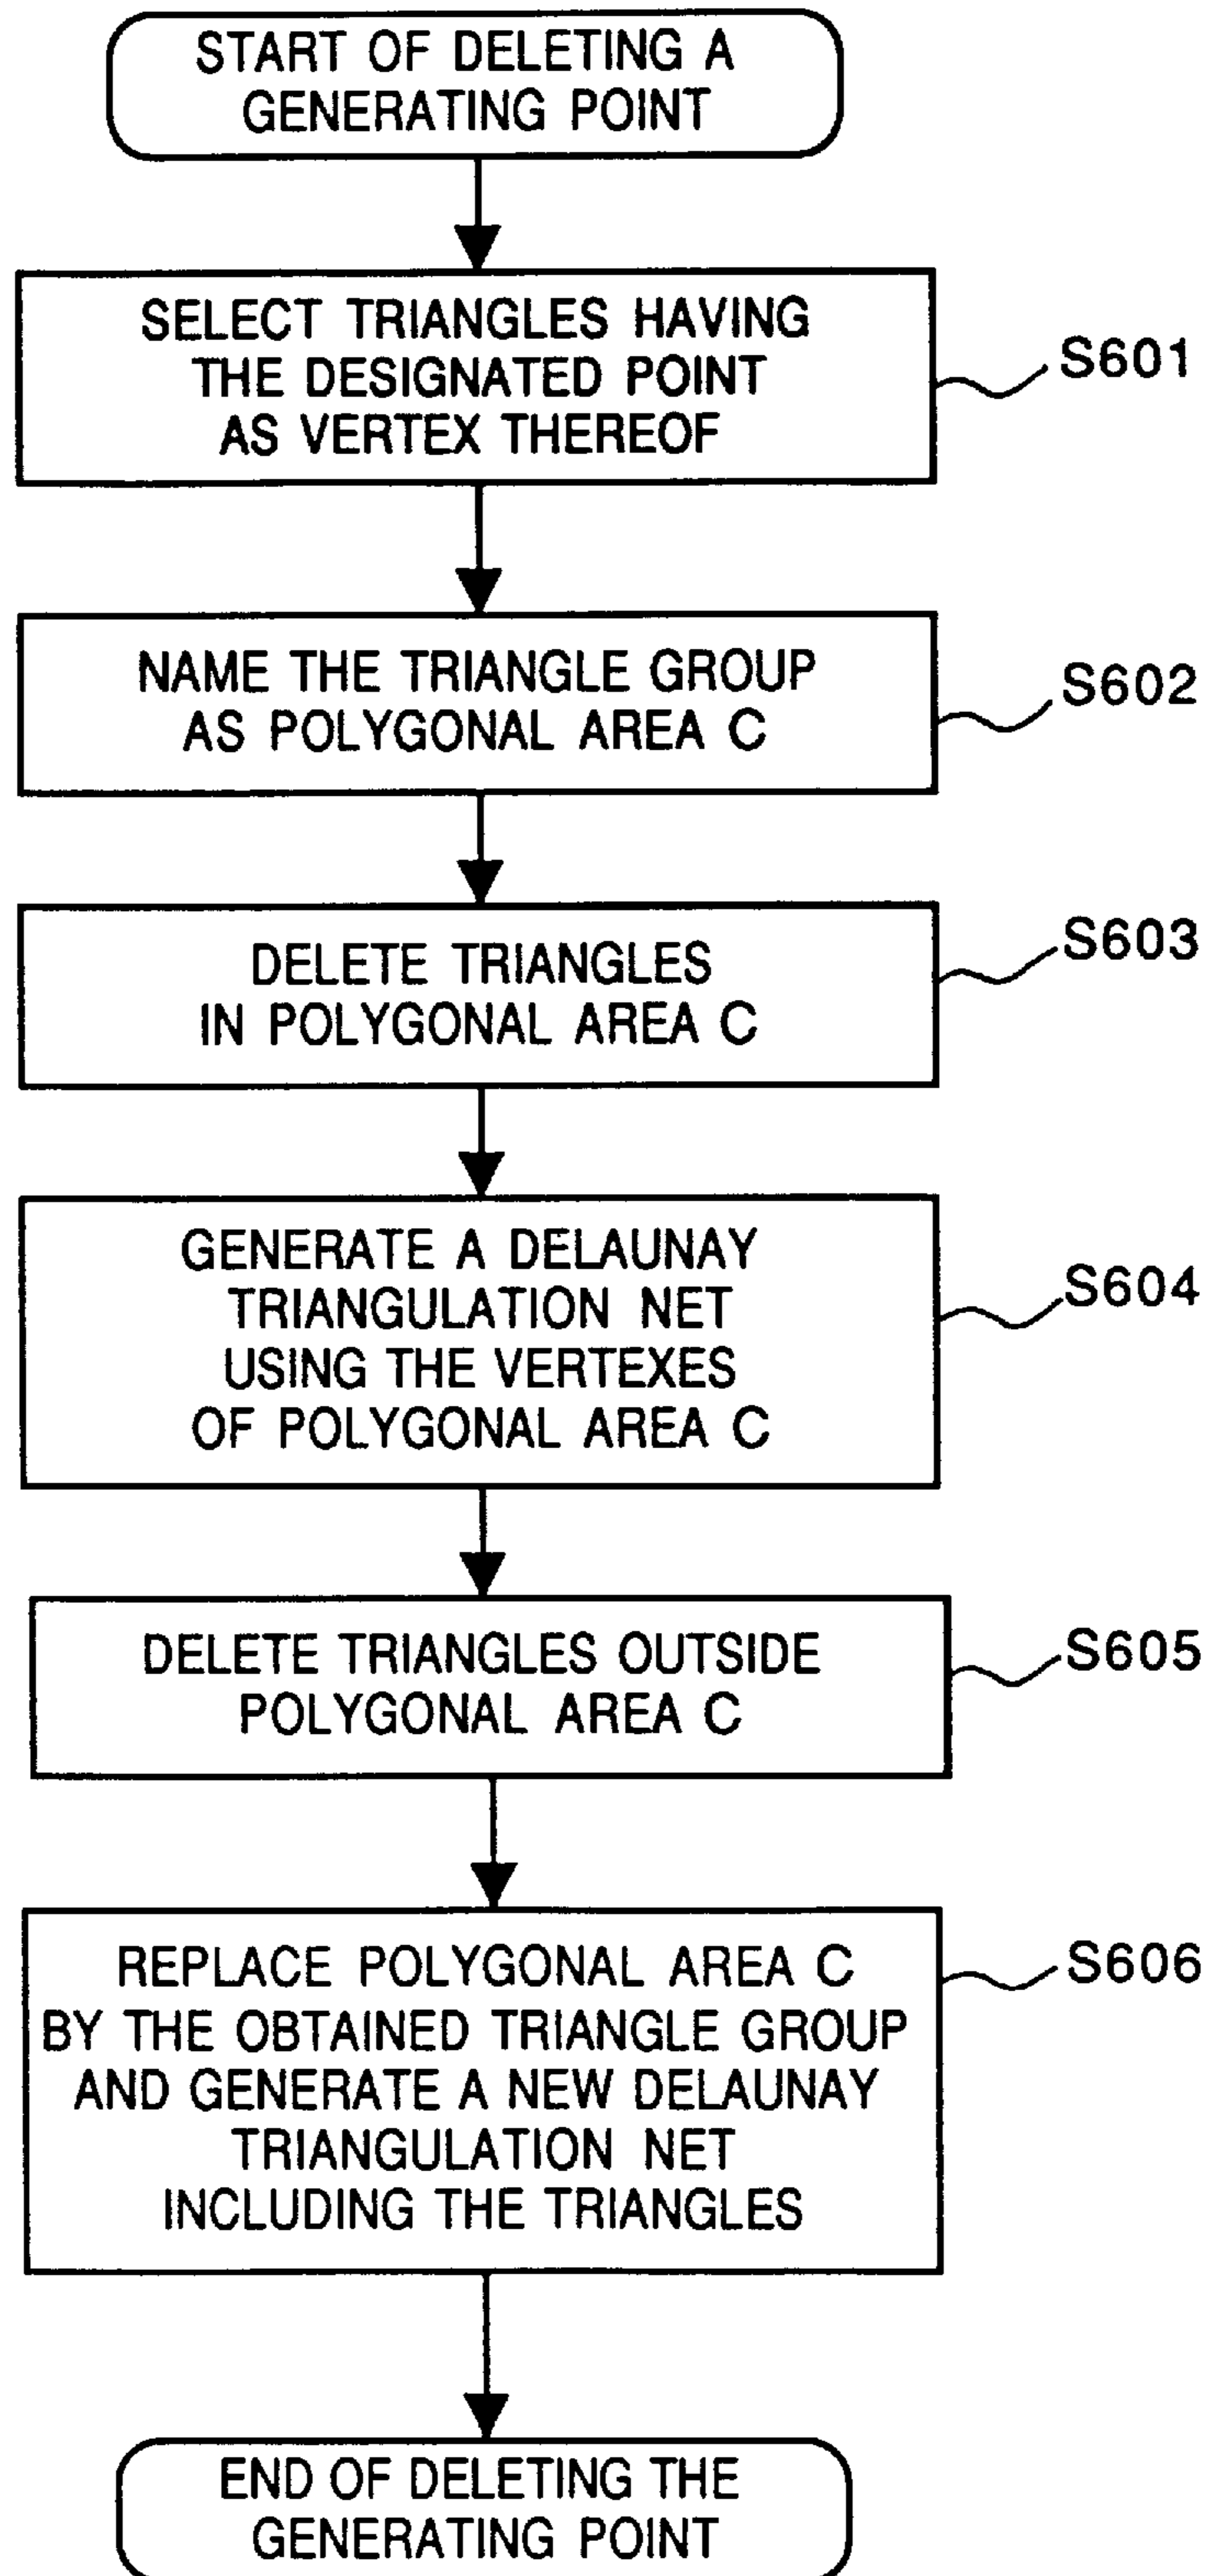 START OF DELETING A
GENERATING POINT
SELECT TRIANGLES HAVING
THE DESIGNATED POINT
AS VERTEX THEREOF
S601
NAME THE TRIANGLE GROUP
AS POLYGONAL AREA C
S602
DELETE TRIANGLES
IN POLYGONAL AREA C
S603
GENERATE A DELAUNAY
TRIANGULATION NET
USING THE VERTEXES
OF POLYGONAL AREA C
S604
DELETE TRIANGLES OUTSIDE
POLYGONAL AREA C
S605
REPLACE POLYGONAL AREA C
BY THE OBTAINED TRIANGLE GROUP
AND GENERATE A NEW DELAUNAY
TRIANGULATION NET
INCLUDING THE TRIANGLES
S606
END OF DELETING THE
GENERATING POINT